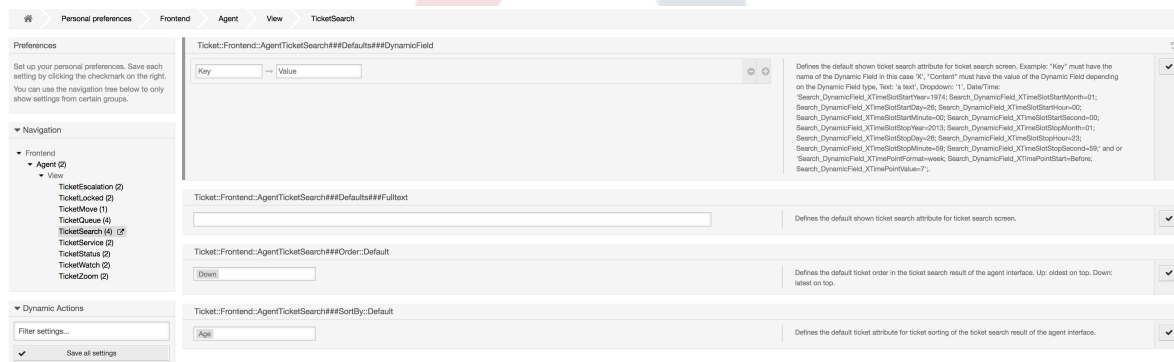 Personal preferences Frontend Agent View TicketSearch
Preferences
Set up your personal preferences. Save each
setting by clicking the checkmark on the right.
You can use the navigation tree below to only
show settings from certain groups.
Navigation
Frontend
Agent (2)
View
TicketEscalation (2)
TicketLocked (2)
TicketMove (1)
TicketQueue (4)
TicketSearch (4)
TicketService (2)
TicketStatus (2)
TicketWatch (2)
TicketZoom (2)
Dynamic Actions
Filter settings...
Save all settings
Ticket::Frontend::AgentTicketSearch###Defaults###DynamicField
Key → Value
Defines the default shown ticket search attribute for ticket search screen. Example: "Key" must have the
name of the Dynamic Field in this case 'X', "Content" must have the value of the Dynamic Field depending
on the Dynamic Field type, Text: 'a text', Dropdown: '1', Date/Time:
'Search_DynamicField_XTimeSlotStartYear=1974; Search_DynamicField_XTimeSlotStartMonth=01;
Search_DynamicField_XTimeSlotStartDay=26; Search_DynamicField_XTimeSlotStartHour=00;
Search_DynamicField_XTimeSlotStartMinute=00; Search_DynamicField_XTimeSlotStartSecond=00;
Search_DynamicField_XTimeSlotStopYear=2013; Search_DynamicField_XTimeSlotStopMonth=01;
Search_DynamicField_XTimeSlotStopDay=26; Search_DynamicField_XTimeSlotStopHour=23;
Search_DynamicField_XTimeSlotStopMinute=59; Search_DynamicField_XTimeSlotStopSecond=59;' and or
'Search_DynamicField_XTimePointFormat=week; Search_DynamicField_XTimePointStart=Before;
Search_DynamicField_XTimePointValue=7';.
Ticket::Frontend::AgentTicketSearch###Defaults###Fulltext
Defines the default shown ticket search attribute for ticket search screen.
Ticket::Frontend::AgentTicketSearch###Order::Default
Down
Defines the default ticket order in the ticket search result of the agent interface. Up: oldest on top. Down:
latest on top.
Ticket::Frontend::AgentTicketSearch###SortBy::Default
Age
Defines the default ticket attribute for ticket sorting of the ticket search result of the agent interface.